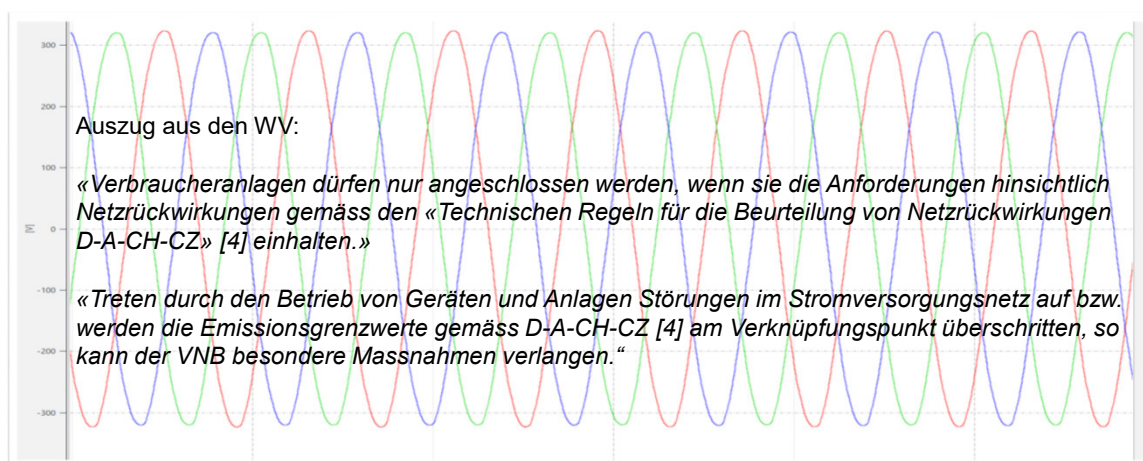 300
200
100
0
-100
-200
-300
[V]
Auszug aus den WV:
«Verbraucheranlagen dürfen nur angeschlossen werden, wenn sie die Anforderungen hinsichtlich
Netzrückwirkungen gemäss den «Technischen Regeln für die Beurteilung von Netzrückwirkungen
D-A-CH-CZ» [4] einhalten.»
«Treten durch den Betrieb von Geräten und Anlagen Störungen im Stromversorgungsnetz auf bzw.
werden die Emissionsgrenzwerte gemäss D-A-CH-CZ [4] am Verknüpfungspunkt überschritten, so
kann der VNB besondere Massnahmen verlangen.“